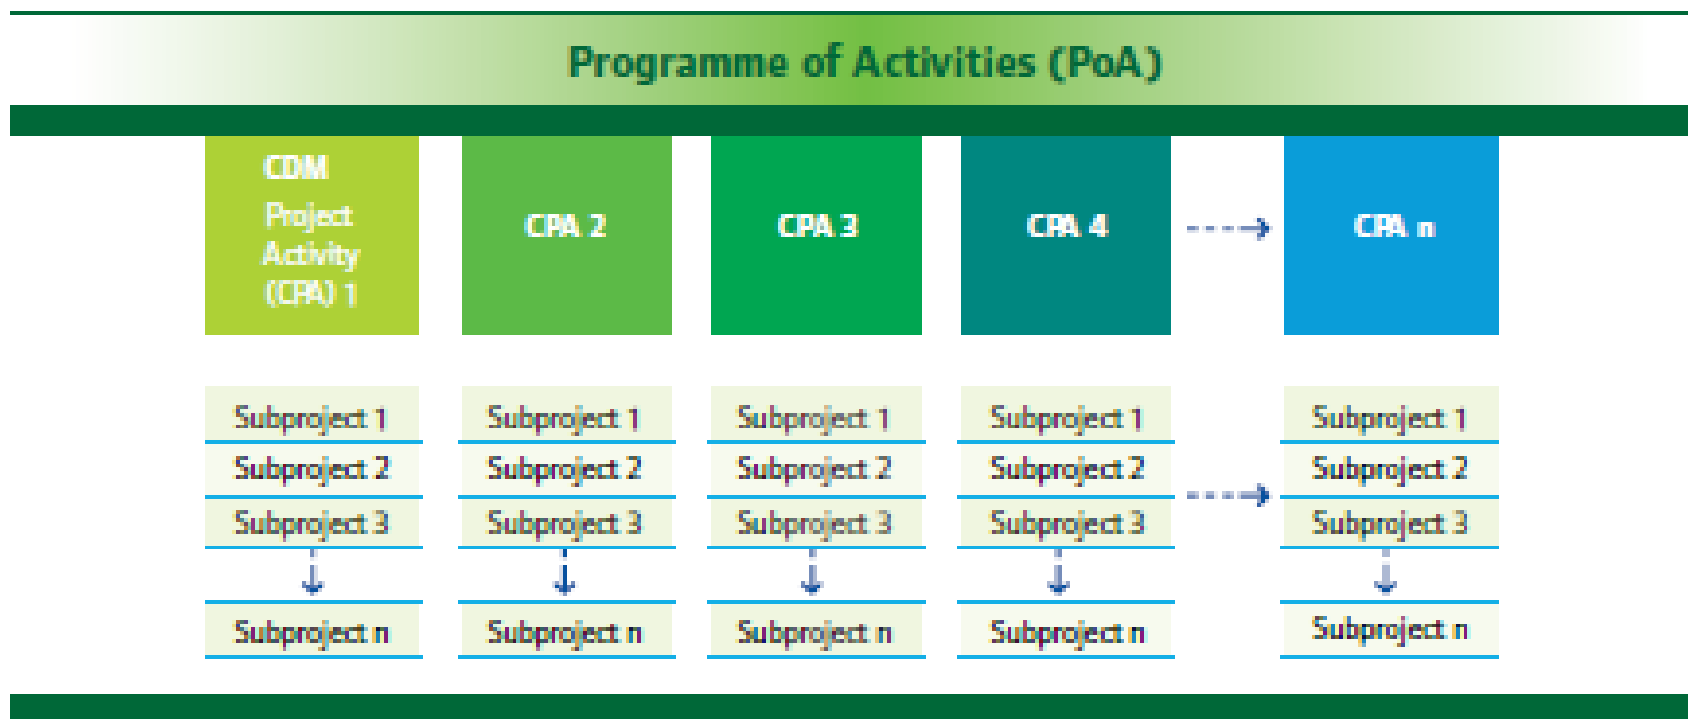 Programme of Activities (PoA)
CDM
Project
Activity
(CPA) 1
CPA 2
CPA 3
CPA 4
CPA n
Subproject 1
Subproject 1
Subproject 1
Subproject 1
Subproject 1
Subproject 2
Subproject 2
Subproject 2
Subproject 2
Subproject 2
Subproject 3
Subproject 3
Subproject 3
Subproject 3
Subproject 3
Subproject n
Subproject n
Subproject n
Subproject n
Subproject n